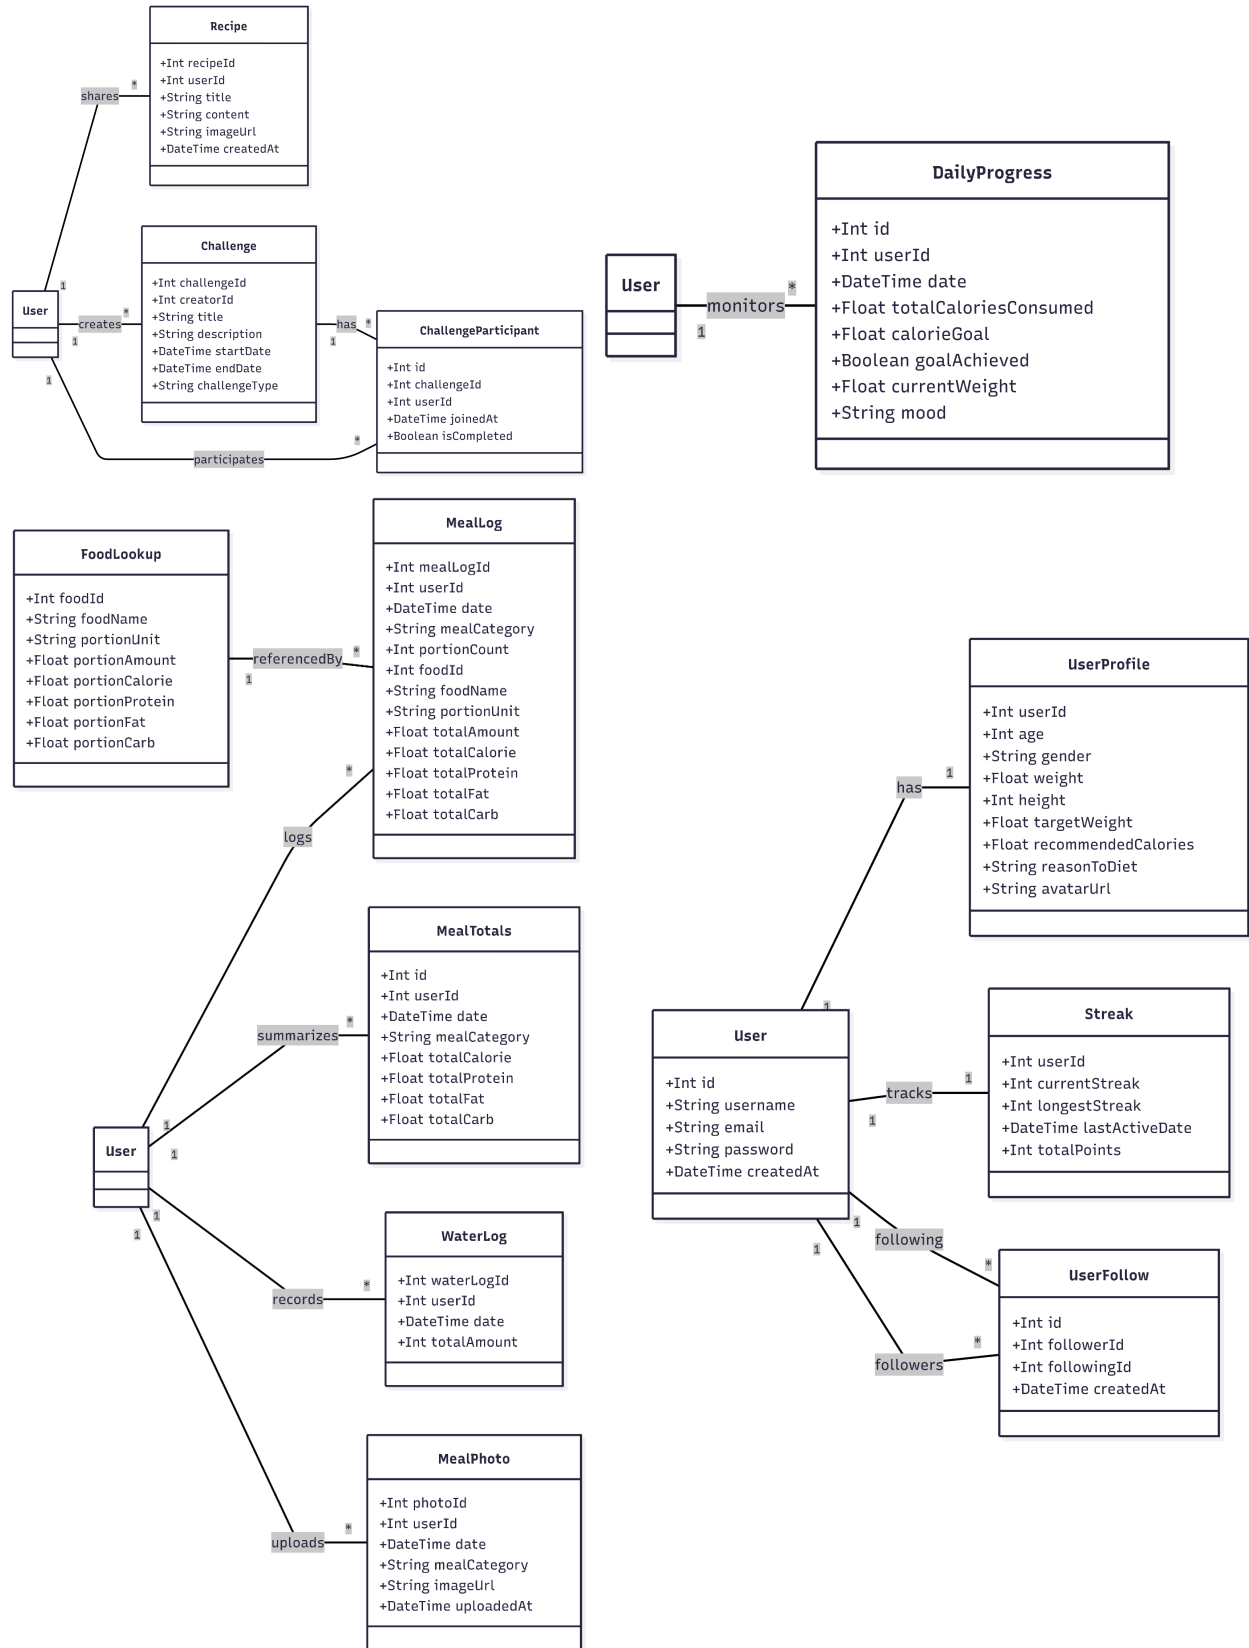 Recipe
+Int recipeId
+Int userId
+String title
+String content
+String imageUrl
+DateTime createdAt
shares
*
1
User
creates
*
1
Challenge
+Int challengeId
+Int creatorId
+String title
+String description
+DateTime startDate
+DateTime endDate
+String challengeType
has
*
1
ChallengeParticipant
+Int id
+Int challengeId
+Int userId
+DateTime joinedAt
+Boolean isCompleted
1
participates
*
User
monitors
*
1
DailyProgress
+Int id
+Int userId
+DateTime date
+Float totalCaloriesConsumed
+Float calorieGoal
+Boolean goalAchieved
+Float currentWeight
+String mood
FoodLookup
+Int foodId
+String foodName
+String portionUnit
+Float portionAmount
+Float portionCalorie
+Float portionProtein
+Float portionFat
+Float portionCarb
referencedBy
*
1
MealLog
+Int mealLogId
+Int userId
+DateTime date
+String mealCategory
+Int portionCount
+Int foodId
+String foodName
+String portionUnit
+Float totalAmount
+Float totalCalorie
+Float totalProtein
+Float totalFat
+Float totalCarb
*
logs
MealTotals
+Int id
+Int userId
+DateTime date
+String mealCategory
+Float totalCalorie
+Float totalProtein
+Float totalFat
+Float totalCarb
summarizes
*
1
1
User
1
1
WaterLog
+Int waterLogId
+Int userId
+DateTime date
+Int totalAmount
records
*
MealPhoto
+Int photoId
+Int userId
+DateTime date
+String mealCategory
+String imageUrl
+DateTime uploadedAt
uploads
*
UserProfile
+Int userId
+Int age
+String gender
+Float weight
+Int height
+Float targetWeight
+Float recommendedCalories
+String reasonToDiet
+String avatarUrl
has
1
1
User
+Int id
+String username
+String email
+String password
+DateTime createdAt
tracks
1
1
Streak
+Int userId
+Int currentStreak
+Int longestStreak
+DateTime lastActiveDate
+Int totalPoints
1
following
*
1
followers
*
UserFollow
+Int id
+Int followerId
+Int followingId
+DateTime createdAt